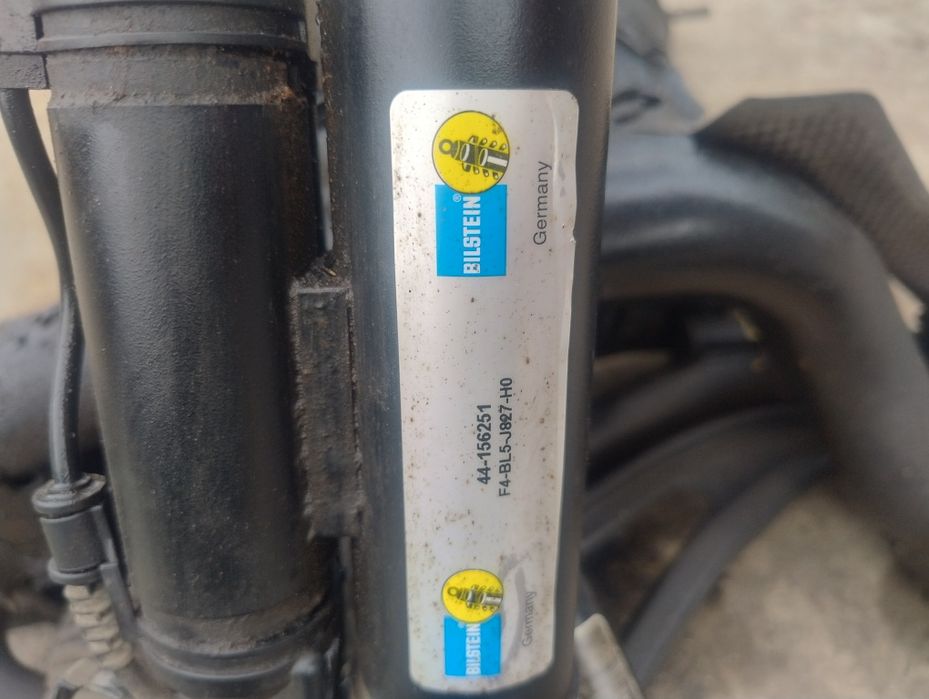 BILSTEIN®
Germany
44-156251
F4-BL5-J827-H0
BILSTEIN
Germany